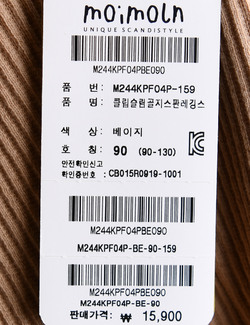 moimoln
UNIQUE SCANDISTYLE
M244KPF04PBE090
품 번 : M244KPF04P-159
품 명 : 클립슬림골지스판레깅스
색 상 : 베이지
호 칭 : 90 (90-130)
안전확인신고
확인증번호 : CB015R0919-1001
M244KPF04PBE090
M244KPF04P-BE-90-159
M244KPF04PBE090
M244KPF04P-BE-90
판매가격: ₩ 15,900